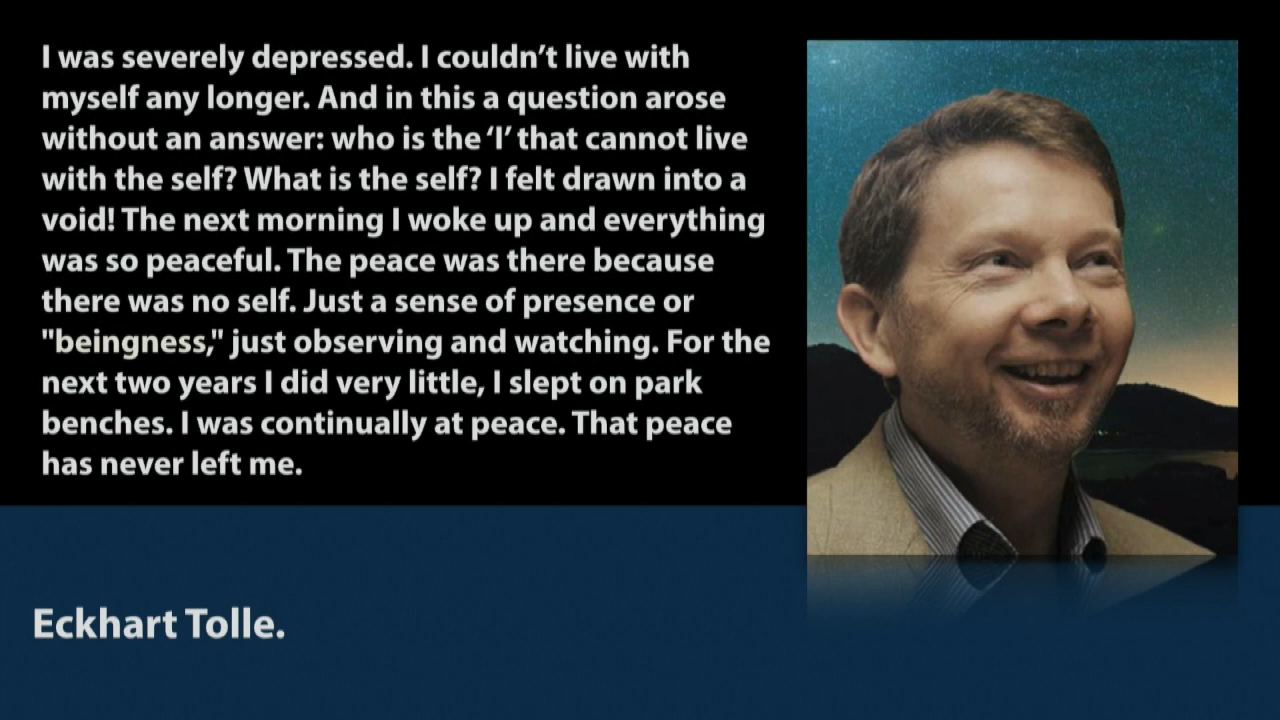 I was severely depressed. I couldn’t live with
myself any longer. And in this a question arose
without an answer: who is the ‘I’ that cannot live
with the self? What is the self? I felt drawn into a
void! The next morning I woke up and everything
was so peaceful. The peace was there because
there was no self. Just a sense of presence or
"beingness," just observing and watching. For the
next two years I did very little, I slept on park
benches. I was continually at peace. That peace
has never left me.
Eckhart Tolle.